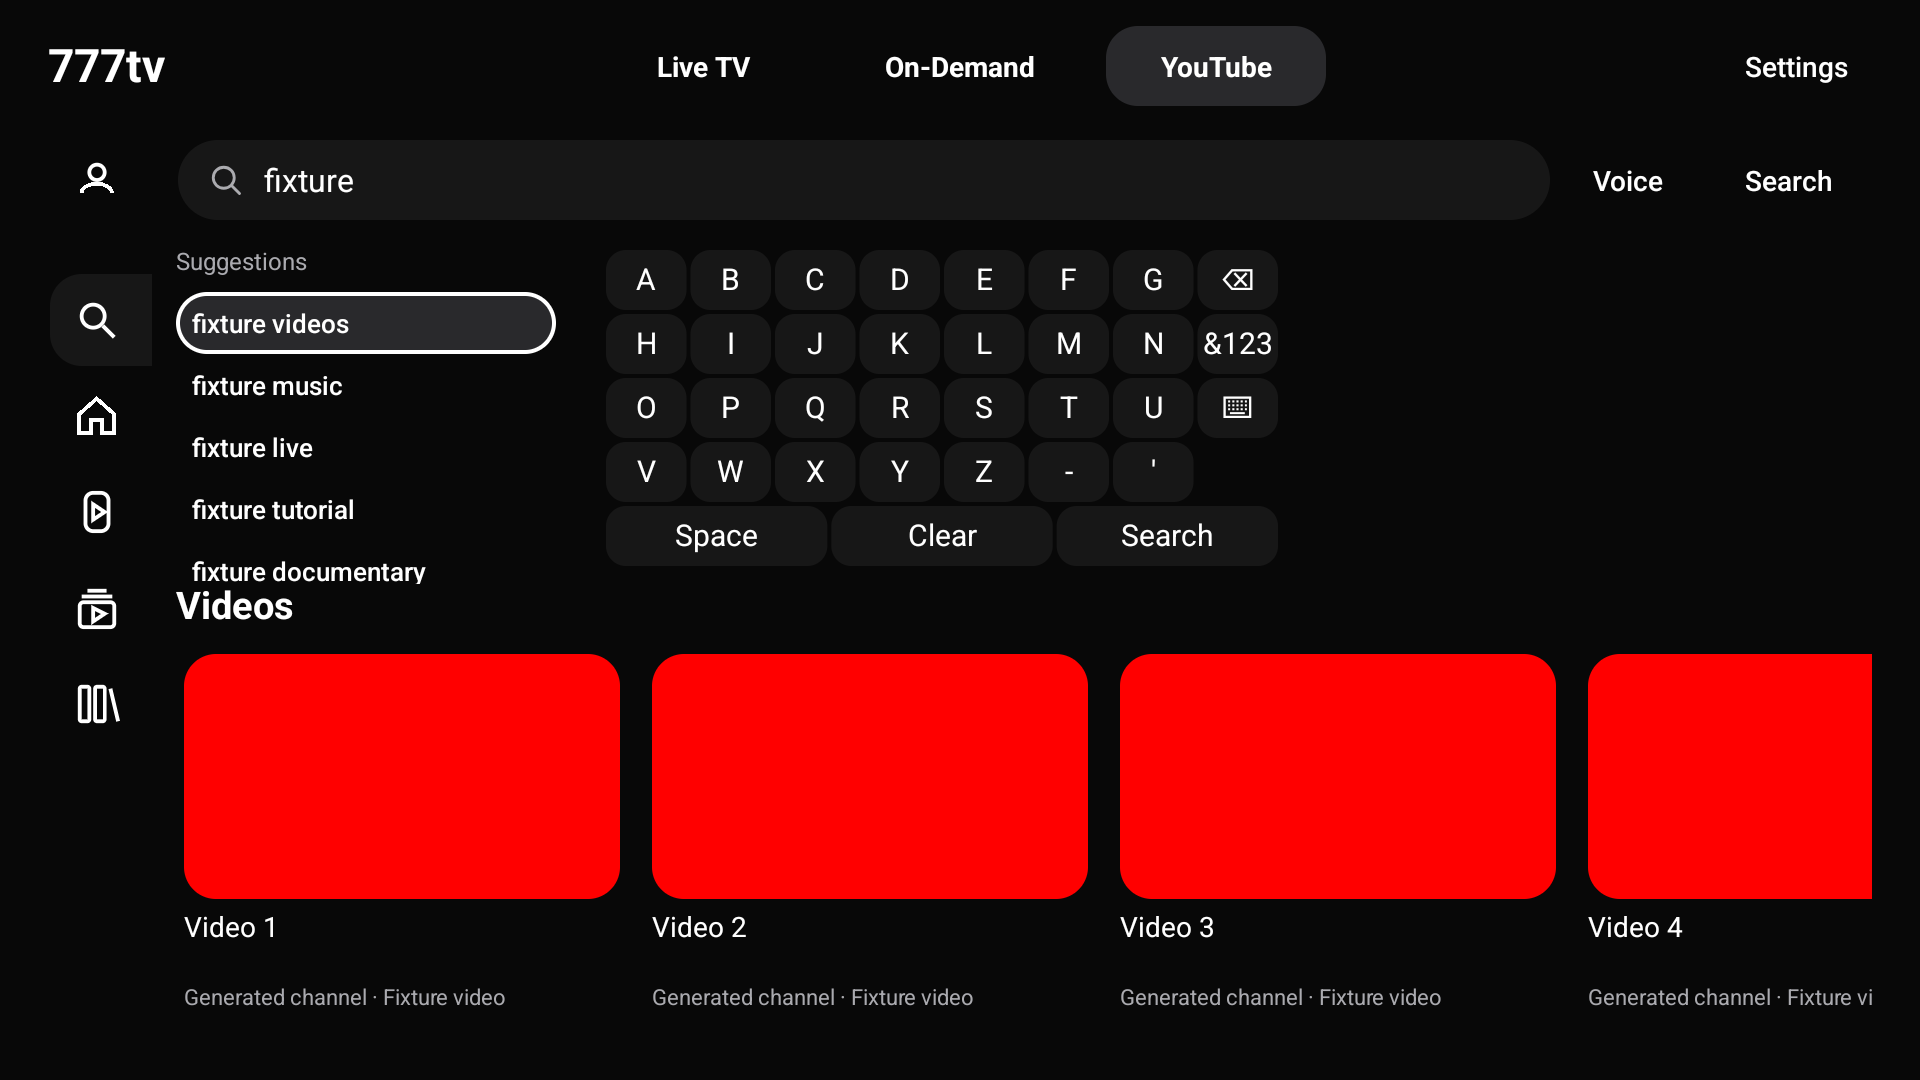 777tv
Live TV
On-Demand
YouTube
Settings
fixture
Voice
Search
Suggestions
fixture videos
fixture music
fixture live
fixture tutorial
fixture documentary
A B C D E F G
H I J K L M N &123
O P Q R S T U
V W X Y Z - '
Space Clear Search
Videos
Video 1
Generated channel · Fixture video
Video 2
Generated channel · Fixture video
Video 3
Generated channel · Fixture video
Video 4
Generated channel · Fixture vi